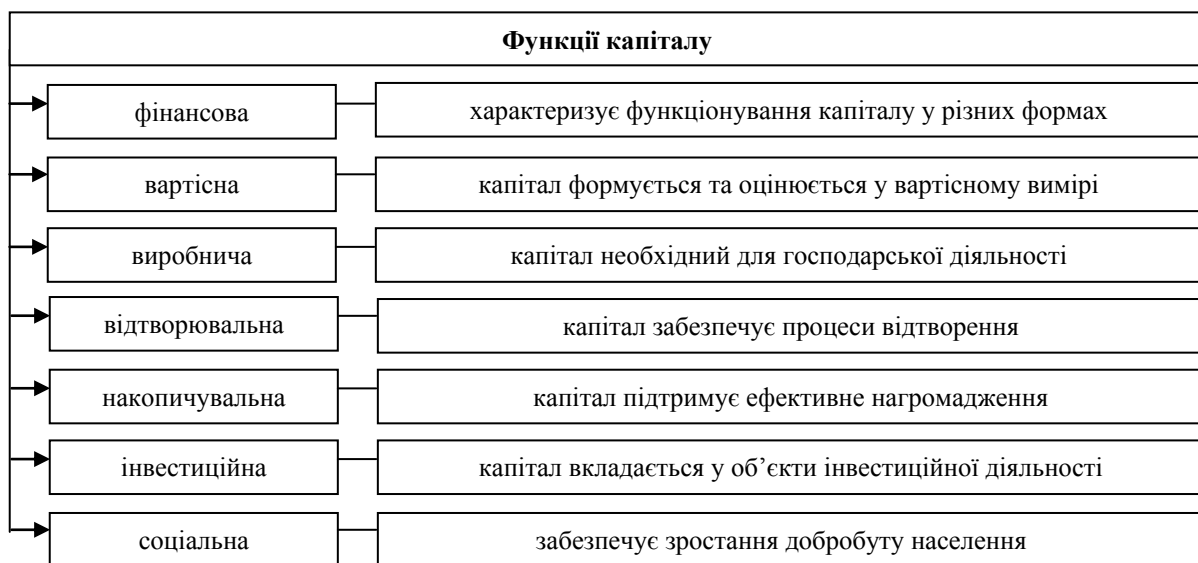 Функції капіталу
фінансова
характеризує функціонування капіталу у різних формах
вартісна
капітал формується та оцінюється у вартісному вимірі
виробнича
капітал необхідний для господарської діяльності
відтворювальна
капітал забезпечує процеси відтворення
накопичувальна
капітал підтримує ефективне нагромадження
інвестиційна
капітал вкладається у об’єкти інвестиційної діяльності
соціальна
забезпечує зростання добробуту населення